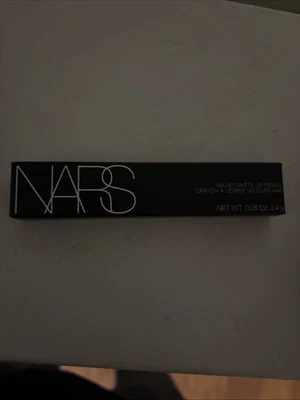 NARS
VELVET MATTE LIP PENCIL
CRAYON À LÈVRES VELOURS MAT
NET WT. 0.08 Oz. 2.4 g